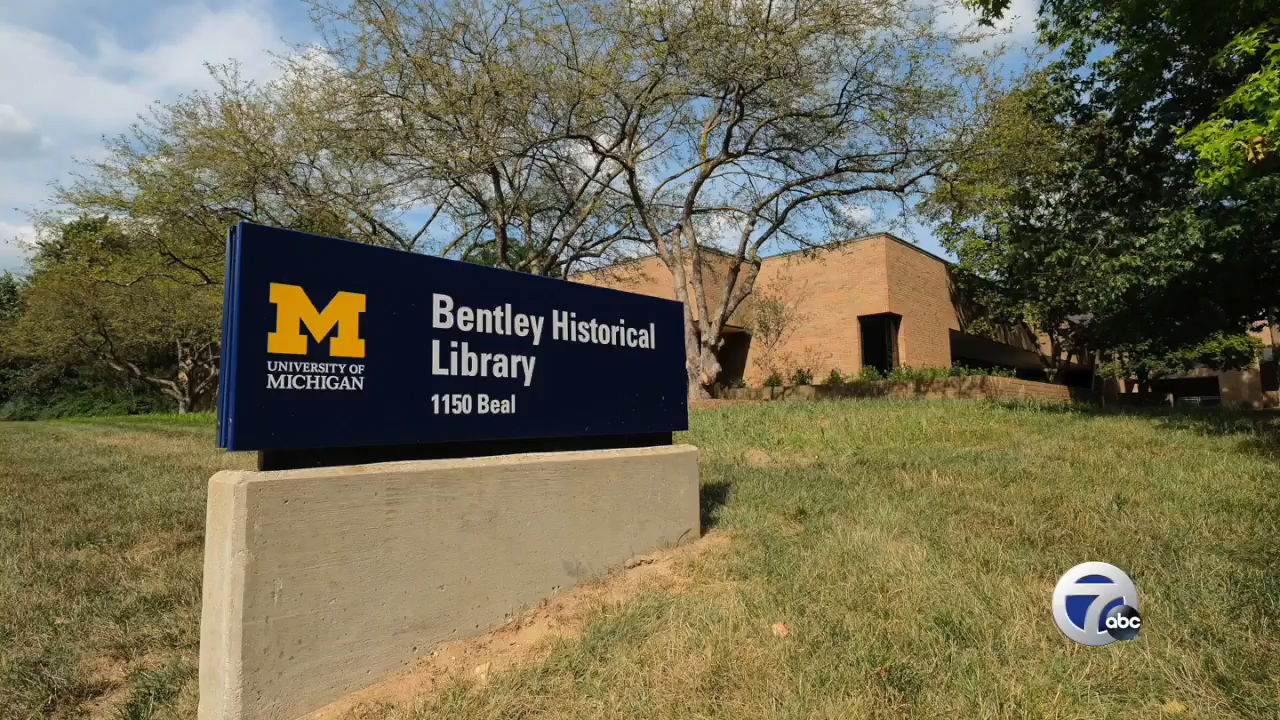 M
UNIVERSITY OF
MICHIGAN
Bentley Historical
Library
1150 Beal
7
abc